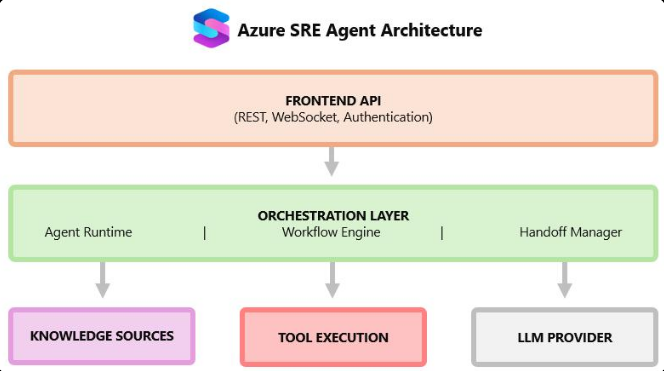 Azure SRE Agent Architecture
FRONTEND API
(REST, WebSocket, Authentication)
ORCHESTRATION LAYER
Agent Runtime | Workflow Engine | Handoff Manager
KNOWLEDGE SOURCES
TOOL EXECUTION
LLM PROVIDER